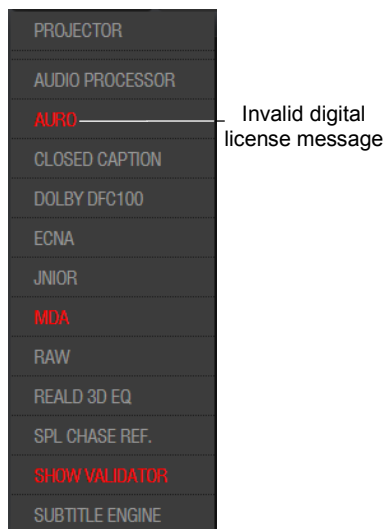 PROJECTOR
AUDIO PROCESSOR
AURO
Invalid digital
license message
CLOSED CAPTION
DOLBY DFC100
ECNA
JNIOR
MDA
RAW
REALD 3D EQ
SPL CHASE REF.
SHOW VALIDATOR
SUBTITLE ENGINE